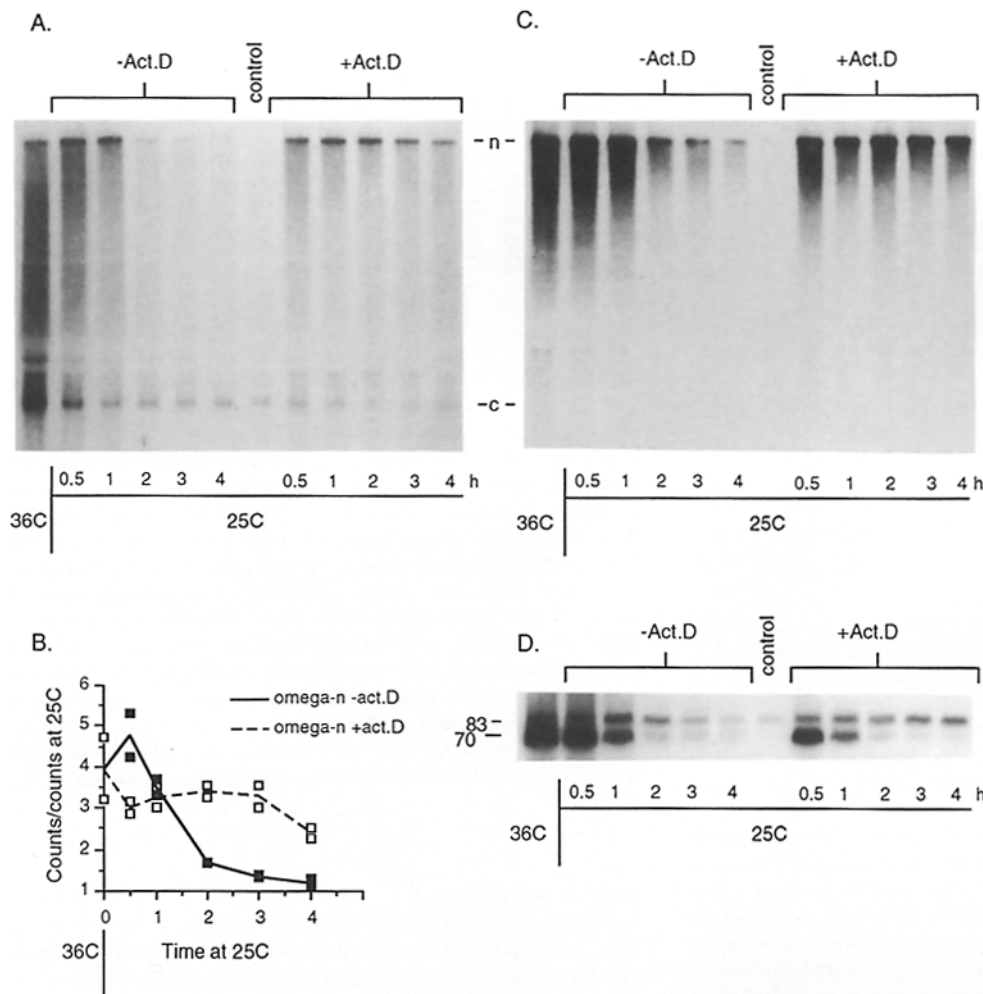 A.
-Act.D
control
+Act.D
– n –
– c –
0.5 1 2 3 4 0.5 1 2 3 4 h
36C
25C
C.
-Act.D
control
+Act.D
0.5 1 2 3 4 0.5 1 2 3 4 h
36C
25C
B.
omega-n -act.D
omega-n +act.D
Counts/counts at 25C
6
5
4
3
2
1
0 1 2 3 4
36C
Time at 25C
D.
-Act.D
control
+Act.D
83 –
70 –
0.5 1 2 3 4 0.5 1 2 3 4 h
36C
25C